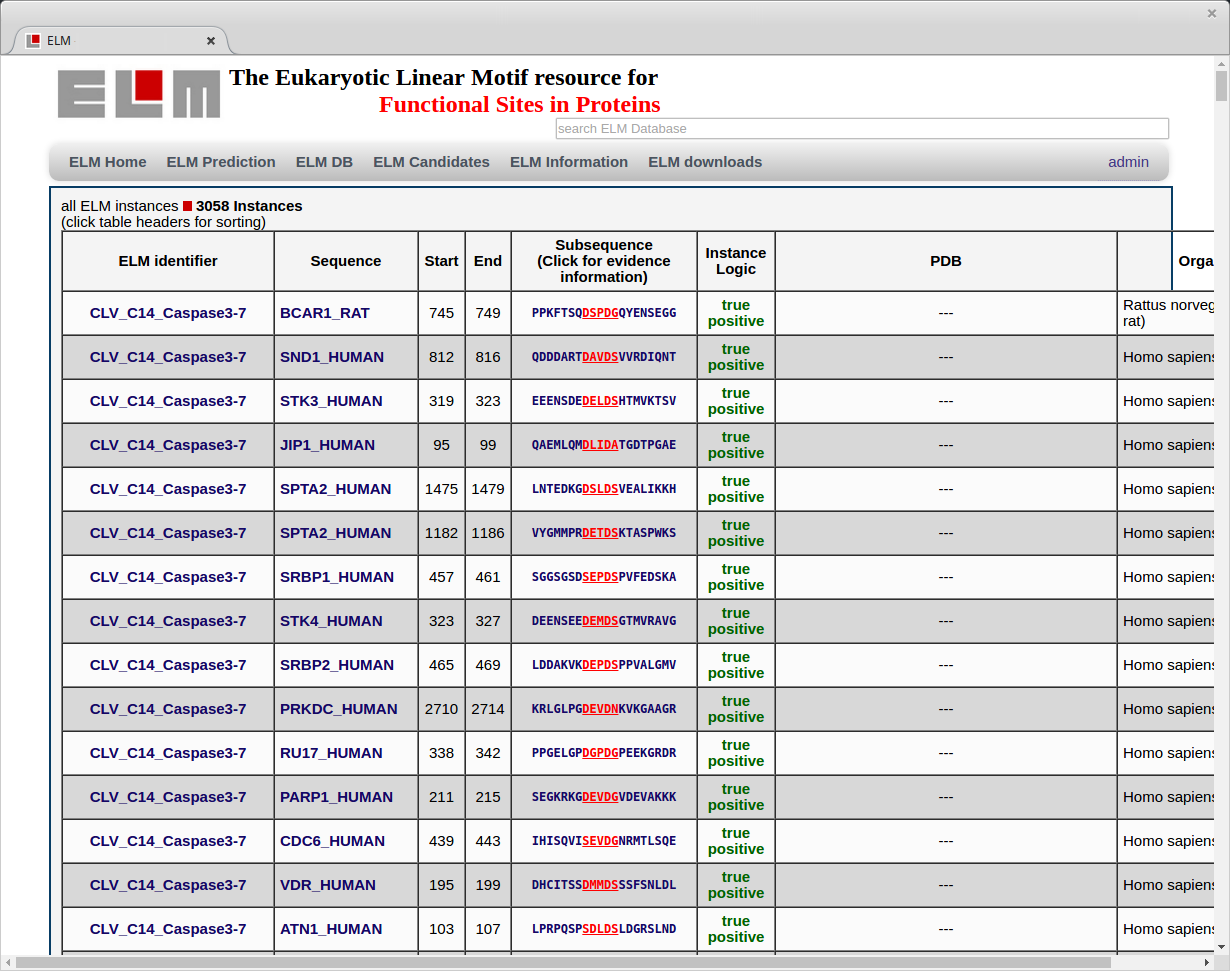 ELM
ELM
The Eukaryotic Linear Motif resource for
Functional Sites in Proteins
search ELM Database
ELM Home ELM Prediction ELM DB ELM Candidates ELM Information ELM downloads admin
all ELM instances 3058 Instances
(click table headers for sorting)
ELM identifier Sequence Start End Subsequence (Click for evidence information) Instance Logic PDB Orga
CLV_C14_Caspase3-7 BCAR1_RAT 745 749 PPKFTSQDSPDGQYENSEGG true positive --- Rattus norveg rat)
CLV_C14_Caspase3-7 SND1_HUMAN 812 816 QDDDARTDAVDSVVRDIQNT true positive --- Homo sapiens
CLV_C14_Caspase3-7 STK3_HUMAN 319 323 EEENSDEDELDSHTMVKTSV true positive --- Homo sapiens
CLV_C14_Caspase3-7 JIP1_HUMAN 95 99 QAEMLQMDLIDATGDTPGAE true positive --- Homo sapiens
CLV_C14_Caspase3-7 SPTA2_HUMAN 1475 1479 LNTEDKGDSLDSVEALIKKH true positive --- Homo sapiens
CLV_C14_Caspase3-7 SPTA2_HUMAN 1182 1186 VYGMMPRDETDSKTASPWKS true positive --- Homo sapiens
CLV_C14_Caspase3-7 SRBP1_HUMAN 457 461 SGGSGSDSEPDSPVFEDSKA true positive --- Homo sapiens
CLV_C14_Caspase3-7 STK4_HUMAN 323 327 DEENSEEDEMDSGTMVRAVG true positive --- Homo sapiens
CLV_C14_Caspase3-7 SRBP2_HUMAN 465 469 LDDAKVKDEPDSPPVALGMV true positive --- Homo sapiens
CLV_C14_Caspase3-7 PRKDC_HUMAN 2710 2714 KRLGLPGDEVDNKVKGAAGR true positive --- Homo sapiens
CLV_C14_Caspase3-7 RU17_HUMAN 338 342 PPGELGPDGPDGPEEKGRDR true positive --- Homo sapiens
CLV_C14_Caspase3-7 PARP1_HUMAN 211 215 SEGKRKGDEVDGVDEVAKKK true positive --- Homo sapiens
CLV_C14_Caspase3-7 CDC6_HUMAN 439 443 IHISQVISEVDGNRMTLSQE true positive --- Homo sapiens
CLV_C14_Caspase3-7 VDR_HUMAN 195 199 DHCITSSDMMDSSSFSNLDL true positive --- Homo sapiens
CLV_C14_Caspase3-7 ATN1_HUMAN 103 107 LPRPQSPSDLDSLDGRSLND true positive --- Homo sapiens